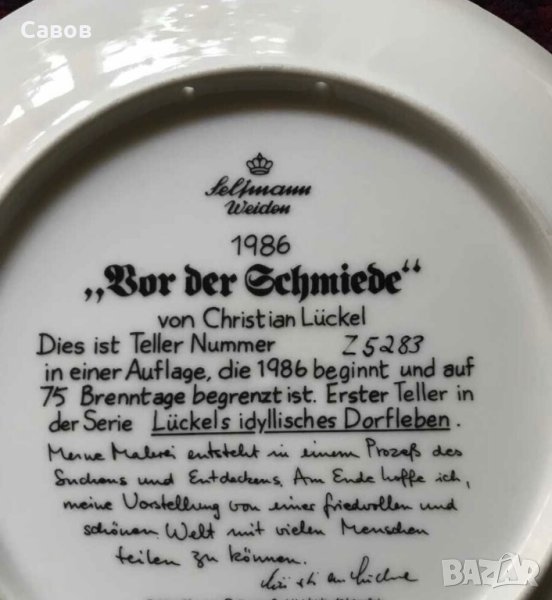 Савов
Seltmann
Weiden
1986
„Vor der Schmiede“
von Christian Lückel
Dies ist Teller Nummer Z5283
in einer Auflage, die 1986 beginnt und auf
75 Brenntage begrenzt ist. Erster Teller in
der Serie Lückels idyllisches Dorfleben.
Meine Malerei entsteht in einem Prozeß des
Suchens und Entdeckens. Am Ende hoffe ich,
meine Vorstellung von einer friedvollen und
schönen Welt mit vielen Menschen
teilen zu können.
Christian Lückel
BAZAR